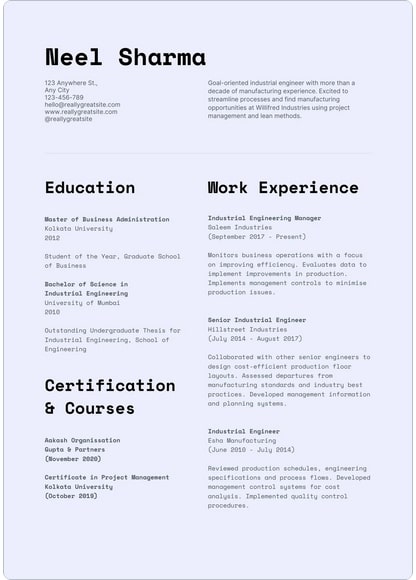 Neel Sharma
123 Anywhere St.,
Any City
123-456-789
hello@reallygreatsite.com
www.reallygreatsite.com
@reallygreatsite
Goal-oriented industrial engineer with more than a
decade of manufacturing experience. Excited to
streamline processes and find manufacturing
opportunities at Willfred Industries using project
management and lean methods.
Education
Master of Business Administration
Kolkata University
2012
Student of the Year, Graduate School
of Business
Bachelor of Science in
Industrial Engineering
University of Mumbai
2010
Outstanding Undergraduate Thesis for
Industrial Engineering, School of
Engineering
Certification
& Courses
Aakash Organisation
Gupta & Partners
(November 2020)
Certificate in Project Management
Kolkata University
(October 2019)
Work Experience
Industrial Engineering Manager
Saleem Industries
(September 2017 - Present)
Monitors business operations with a focus
on improving efficiency. Evaluates data to
implement improvements in production.
Implements management controls to minimise
production issues.
Senior Industrial Engineer
Hillstreet Industries
(July 2014 - August 2017)
Collaborated with other senior engineers to
design cost-efficient production floor
layouts. Assessed departures from
manufacturing standards and industry best
practices. Developed management information
and planning systems.
Industrial Engineer
Esha Manufacturing
(June 2010 - July 2014)
Reviewed production schedules, engineering
specifications and process flows. Developed
management control systems for cost
analysis. Implemented quality control
procedures.